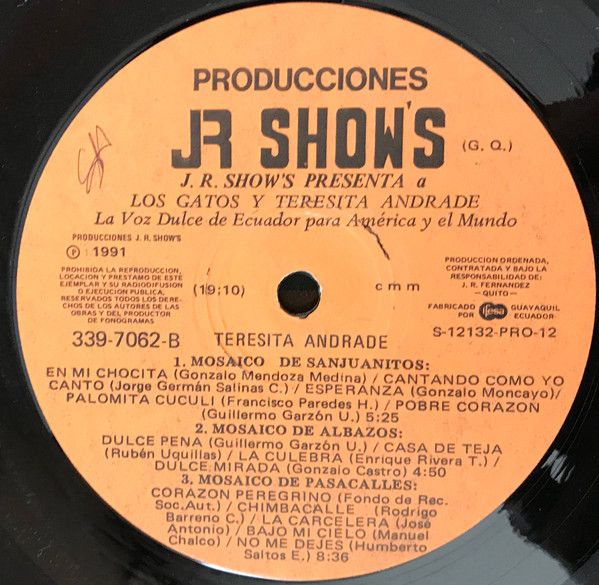 PRODUCCIONES
JR SHOW'S
(G. Q.)
J. R. SHOW'S PRESENTA a
LOS GATOS Y TERESITA ANDRADE
La Voz Dulce de Ecuador para América y el Mundo
PRODUCCIONES J. R. SHOW'S
℗ 1991
PROHIBIDA LA REPRODUCCION,
LOCACION Y PRESTAMO DE ESTE
EJEMPLAR Y SU RADIODIFUSION
O EJECUCION PUBLICA,
RESERVADOS TODOS LOS DERE-
CHOS DE LOS AUTORES DE LAS
OBRAS Y DEL PRODUCTOR
DE FONOGRAMAS
(19;10)
c m m
PRODUCCION ORDENADA,
CONTRATADA Y BAJO LA
RESPONSABILIDAD DE:
J. R. FERNANDEZ
—QUITO—
FABRICADO POR: ifesa GUAYAQUIL ECUADOR
339-7062-B
TERESITA ANDRADE
S-12132-PRO-12
1. MOSAICO DE SANJUANITOS:
EN MI CHOCITA (Gonzalo Mendoza Medina) / CANTANDO COMO YO
CANTO (Jorge Germán Salinas C.) / ESPERANZA (Gonzalo Moncayo)/
PALOMITA CUCULI (Francisco Paredes H.) / POBRE CORAZON
(Guillermo Garzón U.) 5:25
2. MOSAICO DE ALBAZOS:
DULCE PENA (Guillermo Garzón U.) / CASA DE TEJA
(Rubén Uquillas) / LA CULEBRA (Enrique Rivera T.) /
DULCE MIRADA (Gonzalo Castro) 4:50
3. MOSAICO DE PASACALLES:
CORAZON PEREGRINO (Fondo de Rec.
Soc.Aut.) / CHIMBACALLE (Rodrigo
Barreno C.) / LA CARCELERA (José
Antonio) / BAJO MI CIELO (Manuel
Chalco) / NO ME DEJES (Humberto
Saltos E.) 8:36